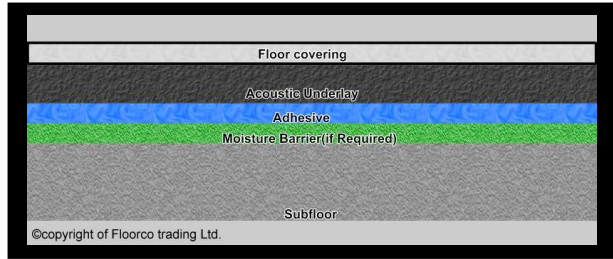 Floor covering
Acoustic Underlay
Adhesive
Moisture Barrier(if Required)
Subfloor
©copyright of Floorco trading Ltd.